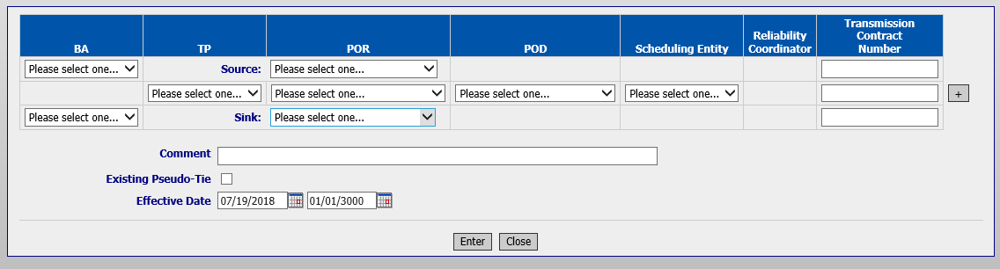 BA TP POR POD Scheduling Entity Reliability Coordinator Transmission Contract Number
Please select one... Source: Please select one...
Please select one... Please select one... Please select one... Please select one... +
Please select one... Sink: Please select one...
Comment
Existing Pseudo-Tie
Effective Date 07/19/2018 01/01/3000
Enter Close